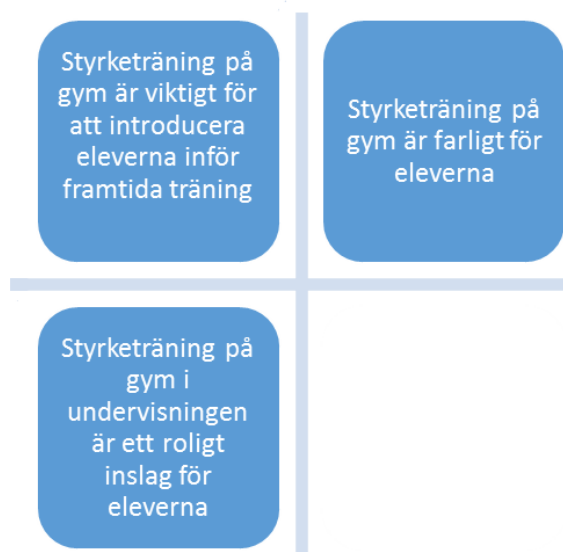 Styrketräning på
gym är viktigt för
att introducera
eleverna inför
framtida träning
Styrketräning på
gym är farligt för
eleverna
Styrketräning på
gym i
undervisningen
är ett roligt
inslag för
eleverna